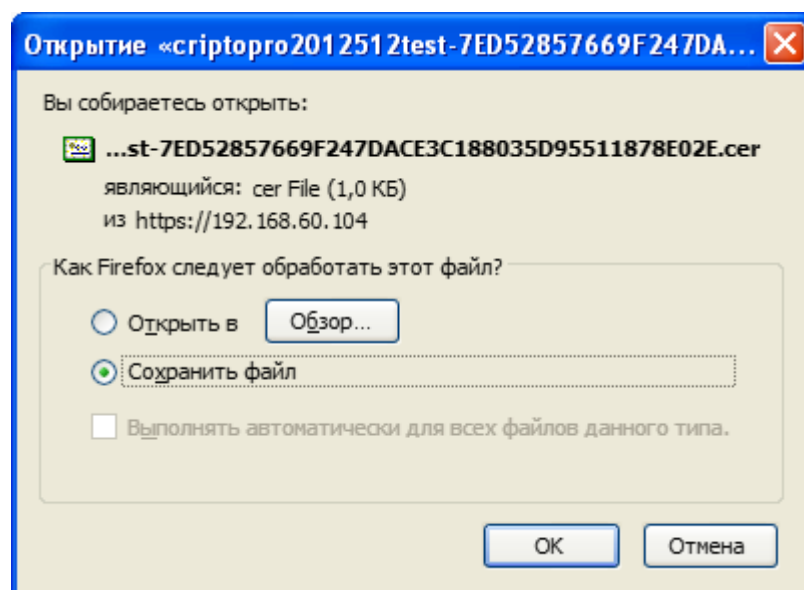 Открытие «criptopro2012512test-7ED52857669F247DA...
Вы собираетесь открыть:
...st-7ED52857669F247DACE3C188035D95511878E02E.cer
являющийся: cer File (1,0 КБ)
из https://192.168.60.104
Как Firefox следует обработать этот файл?
Открыть в Обзор...
Сохранить файл
Выполнять автоматически для всех файлов данного типа.
OK Отмена